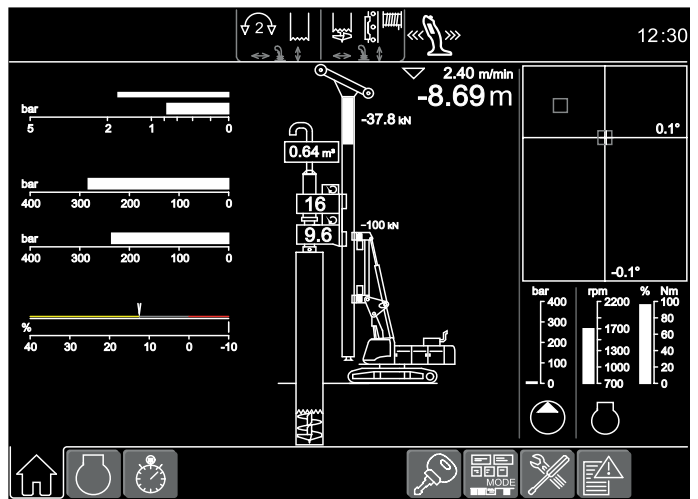 2
12:30
2.40 m/min
-8.69 m
bar
5 2 1 0
-37.8 kN
0.1°
0.64 m³
bar
400 300 200 100 0
16
-100 kN
9.6
bar
400 300 200 100 0
-0.1°
bar rpm % Nm
400 2200 100
300 1700 80
200 1300 60
40
100 1000 20
0 700 0
%
40 30 20 10 0 -10
MODE